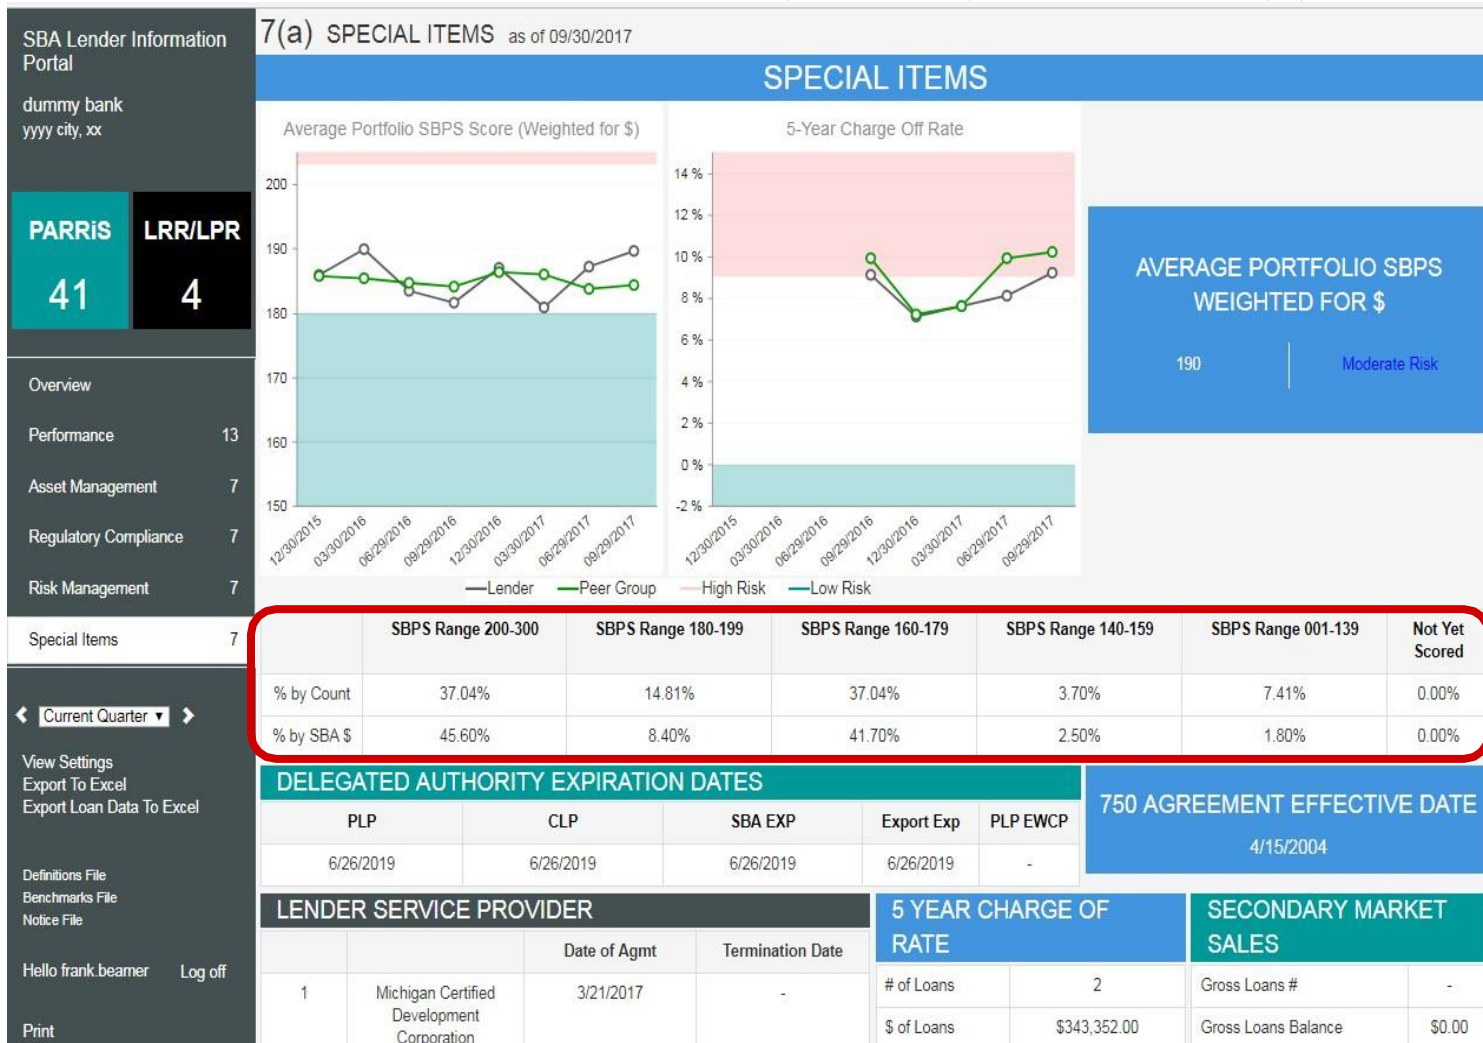 SBA Lender Information
Portal
dummy bank
yyyy city, xx
PARRiS
41
LRR/LPR
4
Overview
Performance 13
Asset Management 7
Regulatory Compliance 7
Risk Management 7
Special Items 7
Current Quarter
View Settings
Export To Excel
Export Loan Data To Excel
Definitions File
Benchmarks File
Notice File
Hello frank.beamer Log off
Print
7(a) SPECIAL ITEMS as of 09/30/2017
SPECIAL ITEMS
Average Portfolio SBPS Score (Weighted for $)
200
190
180
170
160
150
12/30/2015 03/30/2016 06/29/2016 09/29/2016 12/30/2016 03/30/2017 06/29/2017 09/29/2017
5-Year Charge Off Rate
14 %
12 %
10 %
8 %
6 %
4 %
2 %
0 %
-2 %
12/30/2015 03/30/2016 06/29/2016 09/29/2016 12/30/2016 03/30/2017 06/29/2017 09/29/2017
Lender Peer Group High Risk Low Risk
AVERAGE PORTFOLIO SBPS
WEIGHTED FOR $
190 Moderate Risk
SBPS Range 200-300 SBPS Range 180-199 SBPS Range 160-179 SBPS Range 140-159 SBPS Range 001-139 Not Yet
Scored
% by Count 37.04% 14.81% 37.04% 3.70% 7.41% 0.00%
% by SBA $ 45.60% 8.40% 41.70% 2.50% 1.80% 0.00%
DELEGATED AUTHORITY EXPIRATION DATES
PLP CLP SBA EXP Export Exp PLP EWCP
6/26/2019 6/26/2019 6/26/2019 6/26/2019 -
750 AGREEMENT EFFECTIVE DATE
4/15/2004
LENDER SERVICE PROVIDER
Date of Agmt Termination Date
1 Michigan Certified 3/21/2017 -
Development
Corporation
5 YEAR CHARGE OF
RATE
# of Loans 2
$ of Loans $343,352.00
SECONDARY MARKET
SALES
Gross Loans # -
Gross Loans Balance $0.00